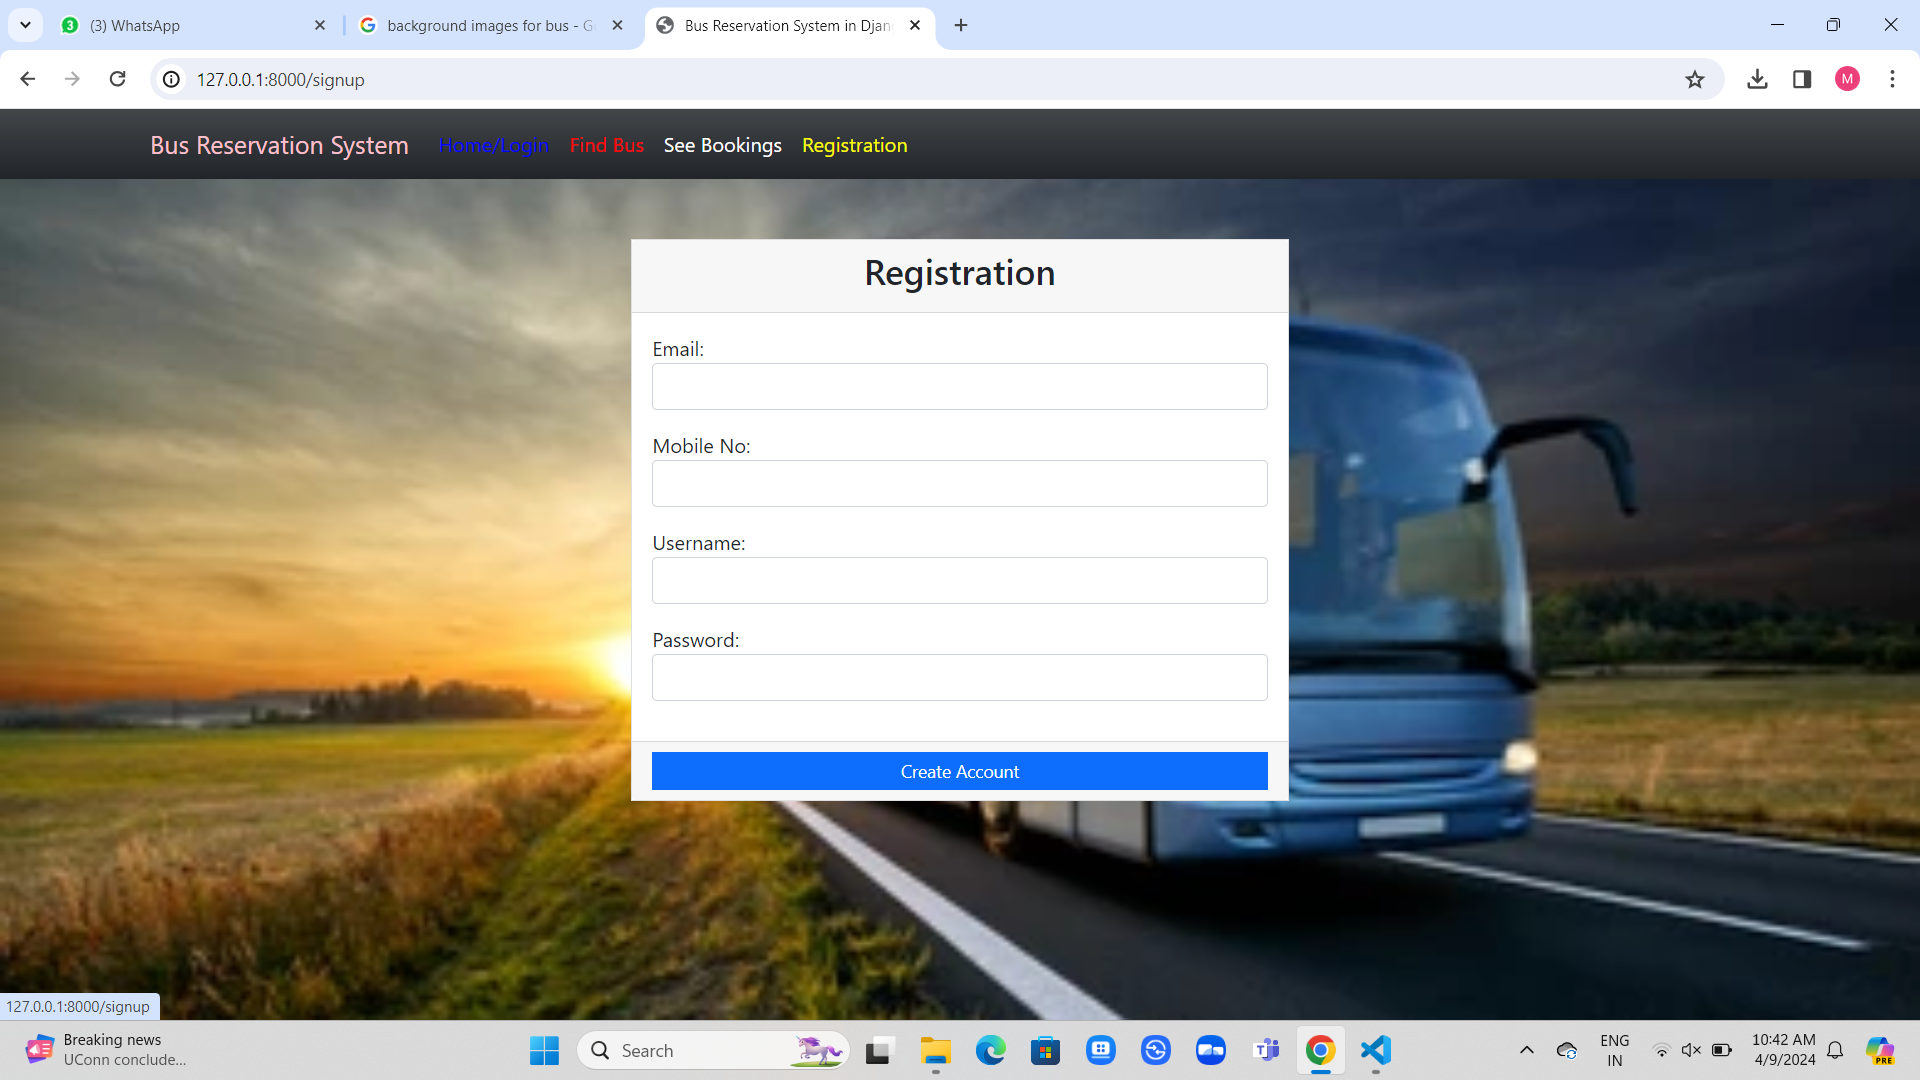 (3) WhatsApp
background images for bus - G
Bus Reservation System in Djan
127.0.0.1:8000/signup
M
Bus Reservation System Home/Login Find Bus See Bookings Registration
Registration
Email:
Mobile No:
Username:
Password:
Create Account
127.0.0.1:8000/signup
Breaking news
UConn conclude...
Search
ENG
IN
10:42 AM
4/9/2024
PRE